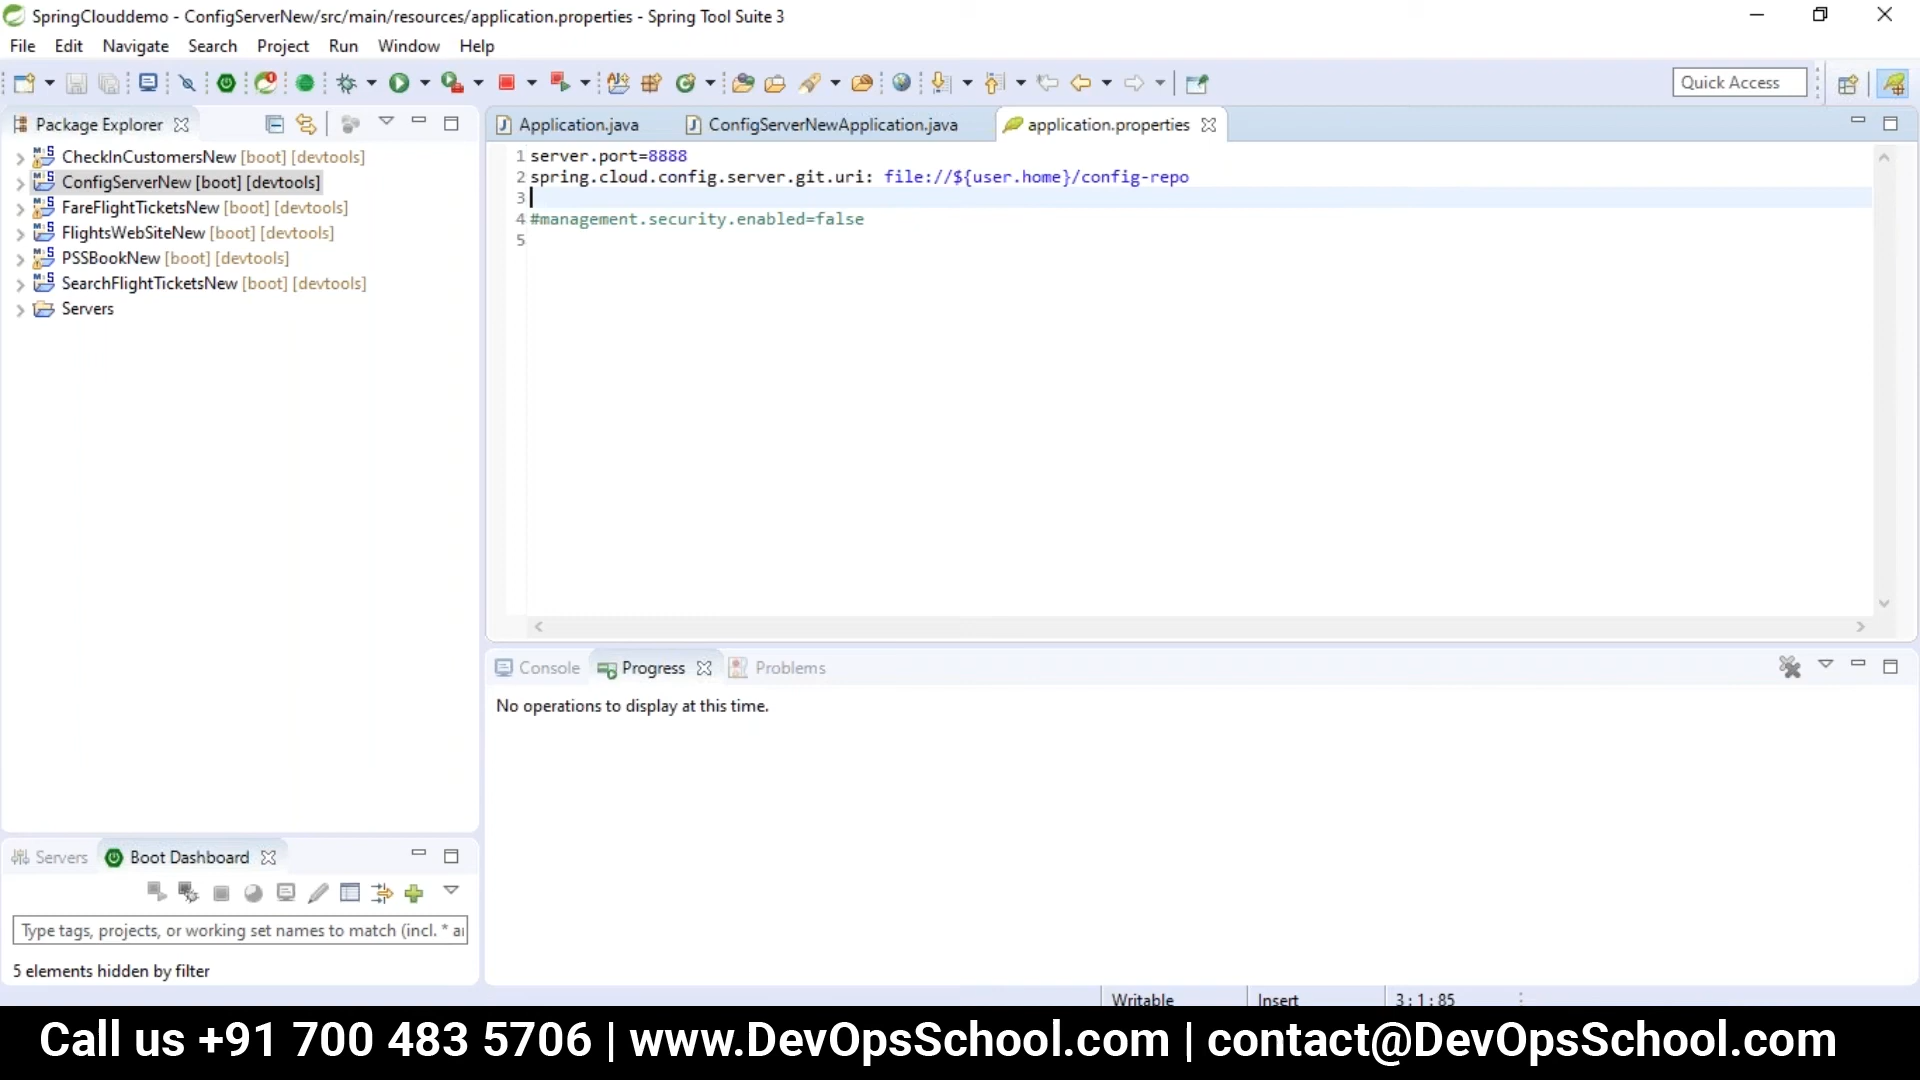 SpringClouddemo - ConfigServerNew/src/main/resources/application.properties - Spring Tool Suite 3
File Edit Navigate Search Project Run Window Help
Quick Access
Package Explorer
CheckInCustomersNew [boot] [devtools]
ConfigServerNew [boot] [devtools]
FareFlightTicketsNew [boot] [devtools]
FlightsWebSiteNew [boot] [devtools]
PSSBookNew [boot] [devtools]
SearchFlightTicketsNew [boot] [devtools]
Servers
Application.java ConfigServerNewApplication.java application.properties
1 server.port=8888
2 spring.cloud.config.server.git.uri: file://${user.home}/config-repo
3
4 #management.security.enabled=false
5
Console Progress Problems
No operations to display at this time.
Servers Boot Dashboard
Type tags, projects, or working set names to match (incl. *
5 elements hidden by filter
Writable Insert 3 : 1 : 85
Call us +91 700 483 5706 | www.DevOpsSchool.com | contact@DevOpsSchool.com